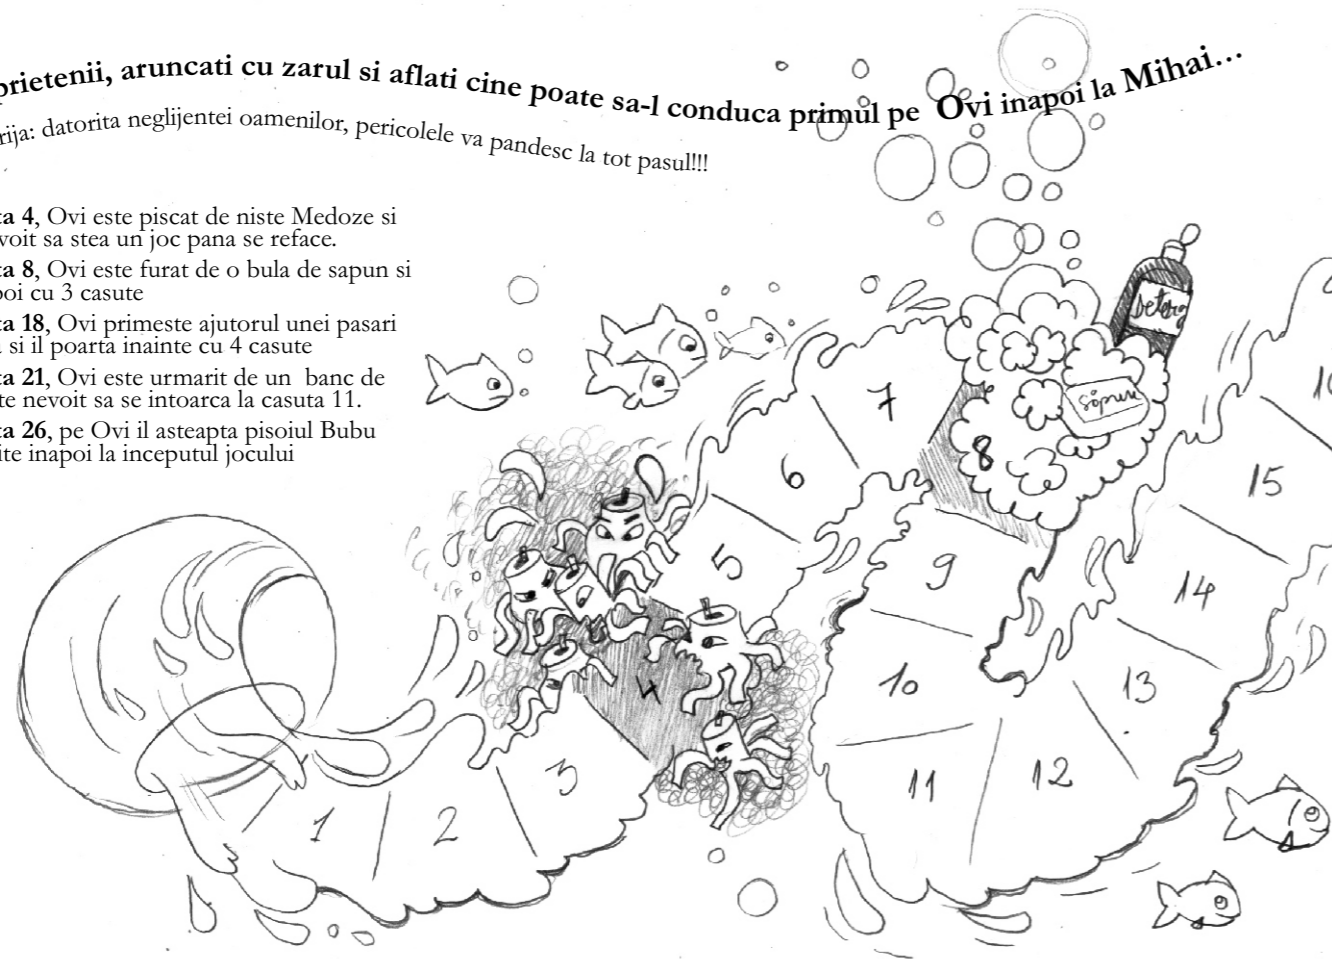 prietenii, aruncati cu zarul si aflati cine poate sa-l conduca primul pe Ovi inapoi la Mihai...
rija: datorita neglijentei oamenilor, pericolele va pandesc la tot pasul!!!
ta 4, Ovi este piscat de niste Medoze si
voit sa stea un joc pana se reface.
ta 8, Ovi este furat de o bula de sapun si
poi cu 3 casute
ta 18, Ovi primeste ajutorul unei pasari
a si il poarta inainte cu 4 casute
ta 21, Ovi este urmarit de un banc de
te nevoit sa se intoarca la casuta 11.
ta 26, pe Ovi il asteapta pisoiul Bubu
ite inapoi la inceputul jocului
Deterg
săpun
1
2
3
4
5
6
7
8
9
10
11
12
13
14
15